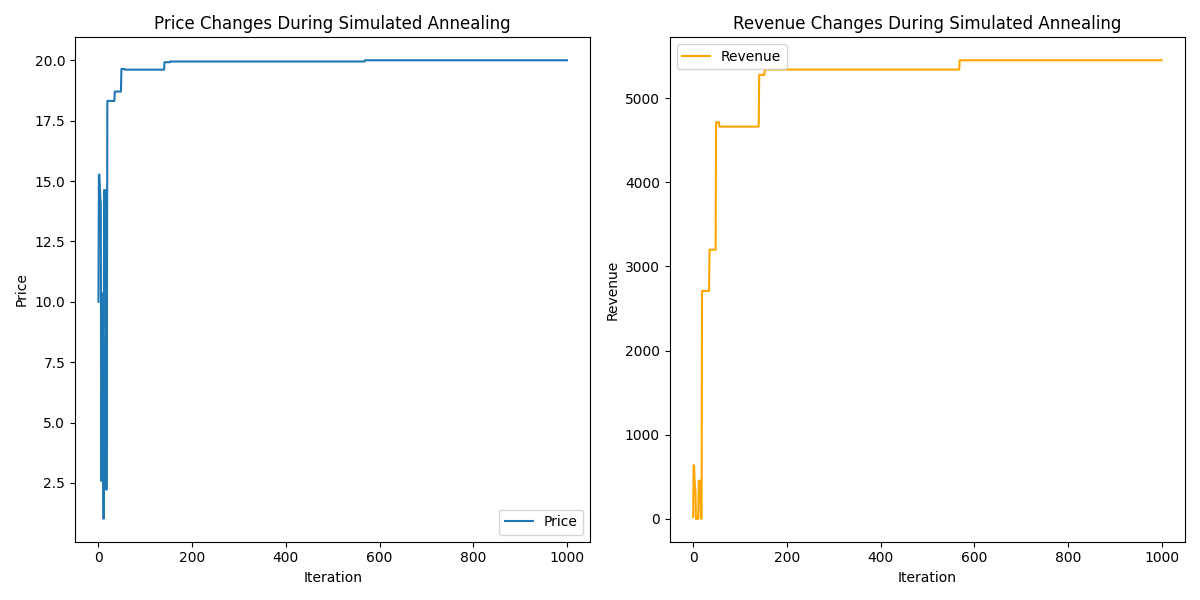 Price Changes During Simulated Annealing
20.0
17.5
15.0
12.5
10.0
7.5
5.0
2.5
Price
Price
0 200 400 600 800 1000
Iteration
Revenue Changes During Simulated Annealing
Revenue
5000
4000
3000
2000
1000
0
Revenue
0 200 400 600 800 1000
Iteration